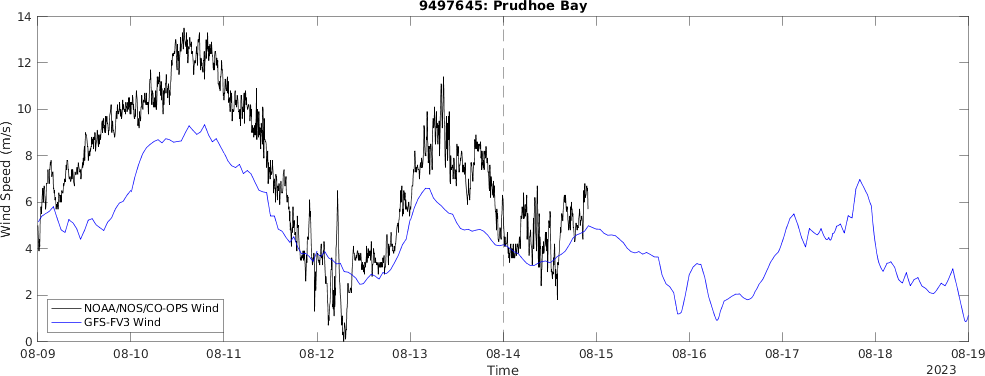 9497645: Prudhoe Bay
Wind Speed (m/s)
14
12
10
8
6
4
2
0
NOAA/NOS/CO-OPS Wind
GFS-FV3 Wind
08-09 08-10 08-11 08-12 08-13 08-14 08-15 08-16 08-17 08-18 08-19
Time
2023